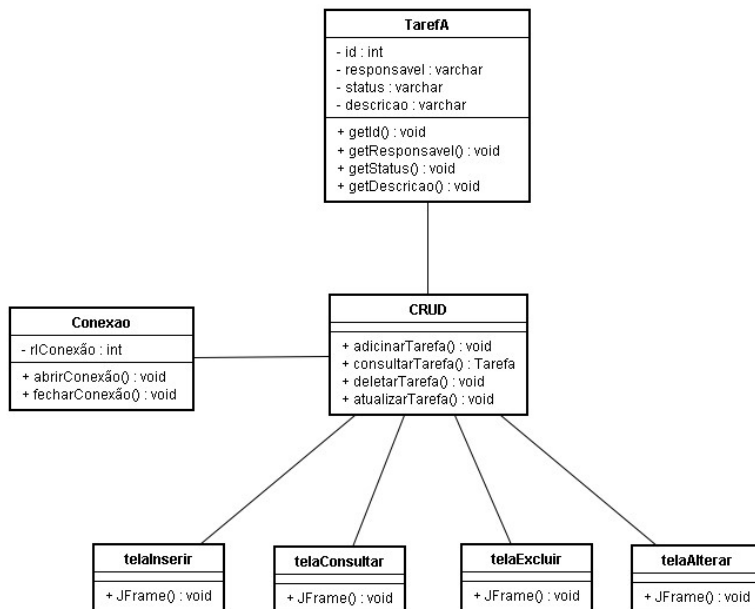 TarefA
- id : int
- responsavel : varchar
- status : varchar
- descricao : varchar
+ getId() : void
+ getResponsavel() : void
+ getStatus() : void
+ getDescricao() : void
Conexao
- rlConexão : int
+ abrirConexão() : void
+ fecharConexão() : void
CRUD
+ adicinarTarefa() : void
+ consultarTarefa() : Tarefa
+ deletarTarefa() : void
+ atualizarTarefa() : void
telaInserir
+ JFrame() : void
telaConsultar
+ JFrame() : void
telaExcluir
+ JFrame() : void
telaAlterar
+ JFrame() : void